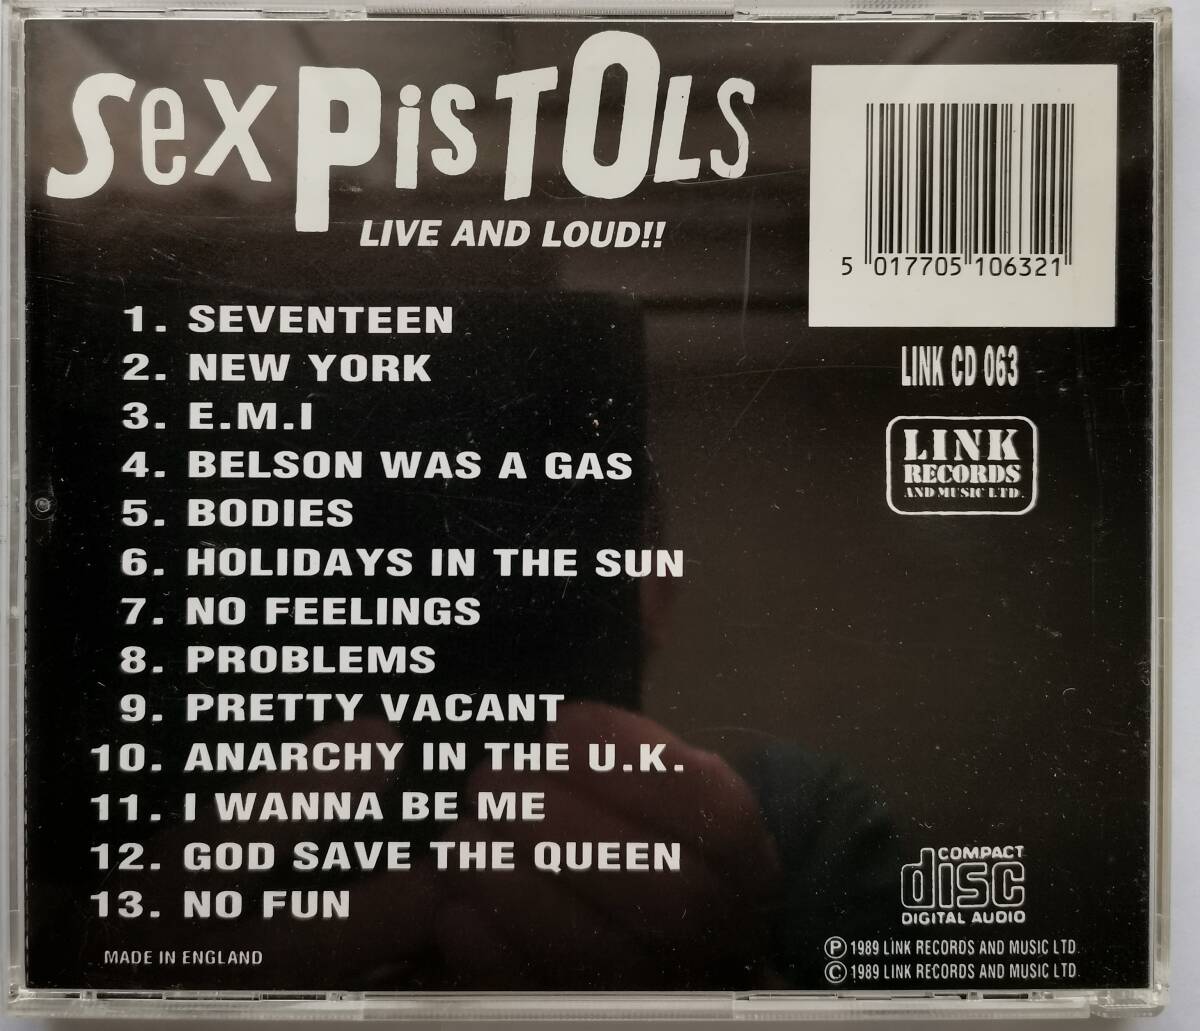 Sex PisTOLs
LIVE AND LOUD!!
5 017705 106321
LINK CD 063
LINK
RECORDS
AND MUSIC LTD.
1. SEVENTEEN
2. NEW YORK
3. E.M.I
4. BELSON WAS A GAS
5. BODIES
6. HOLIDAYS IN THE SUN
7. NO FEELINGS
8. PROBLEMS
9. PRETTY VACANT
10. ANARCHY IN THE U.K.
11. I WANNA BE ME
12. GOD SAVE THE QUEEN
13. NO FUN
MADE IN ENGLAND
COMPACT
disc
DIGITAL AUDIO
Ⓟ 1989 LINK RECORDS AND MUSIC LTD.
© 1989 LINK RECORDS AND MUSIC LTD.